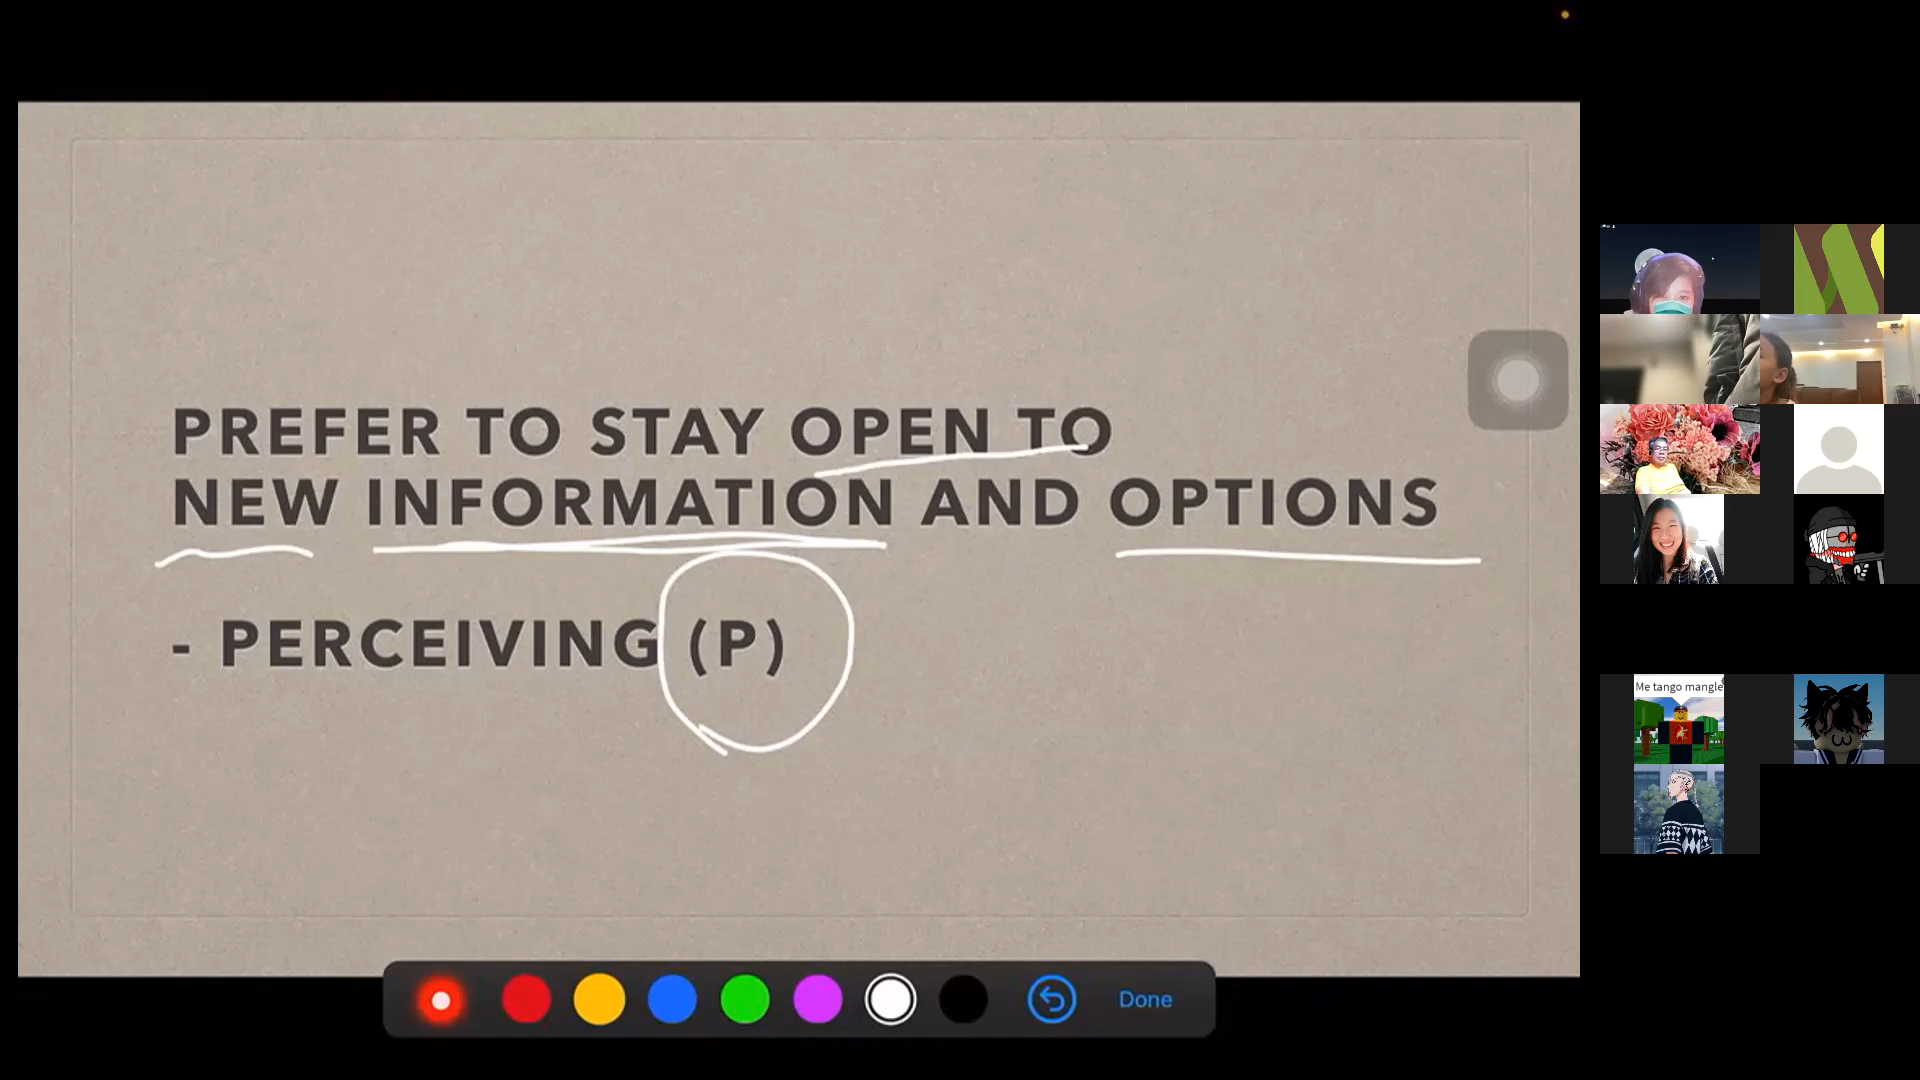 PREFER TO STAY OPEN TO
NEW INFORMATION AND OPTIONS
- PERCEIVING (P)
Done
Me tango mangle